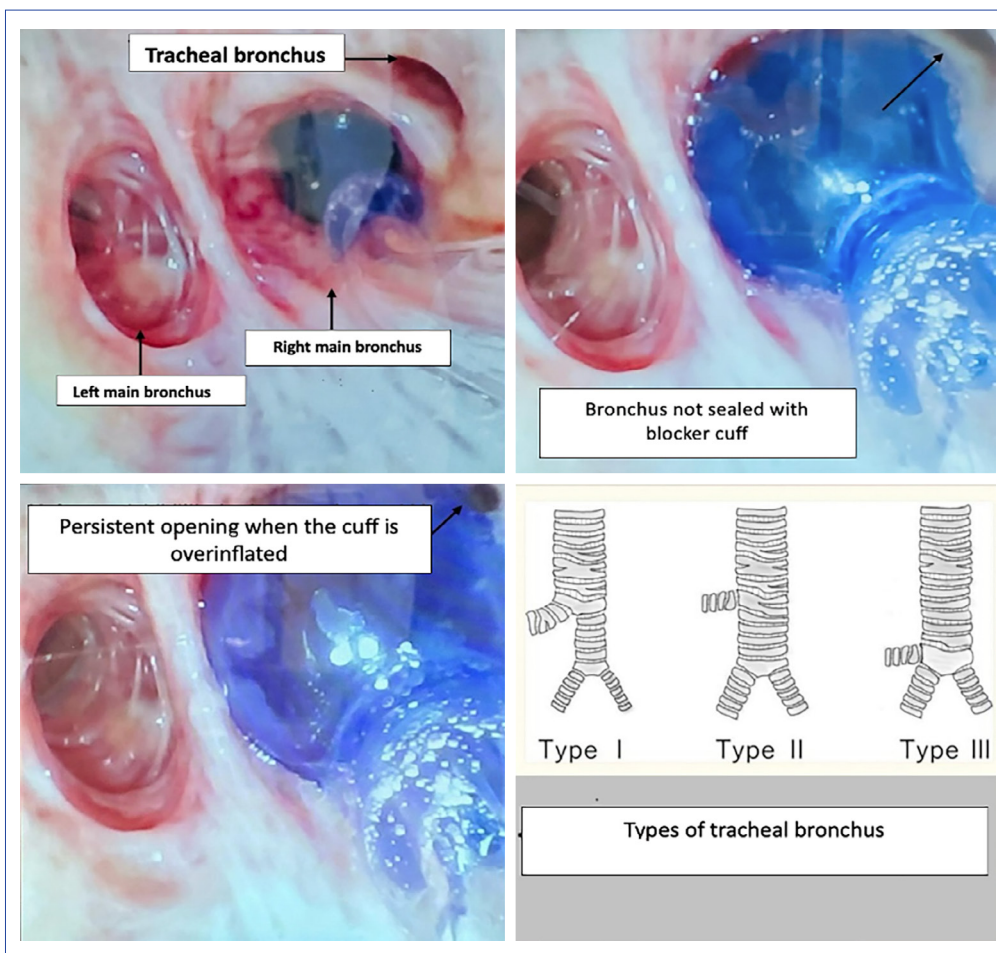 Tracheal bronchus
Right main bronchus
Left main bronchus
Bronchus not sealed with
blocker cuff
Persistent opening when the cuff is
overinflated
Type I
Type II
Type III
Types of tracheal bronchus